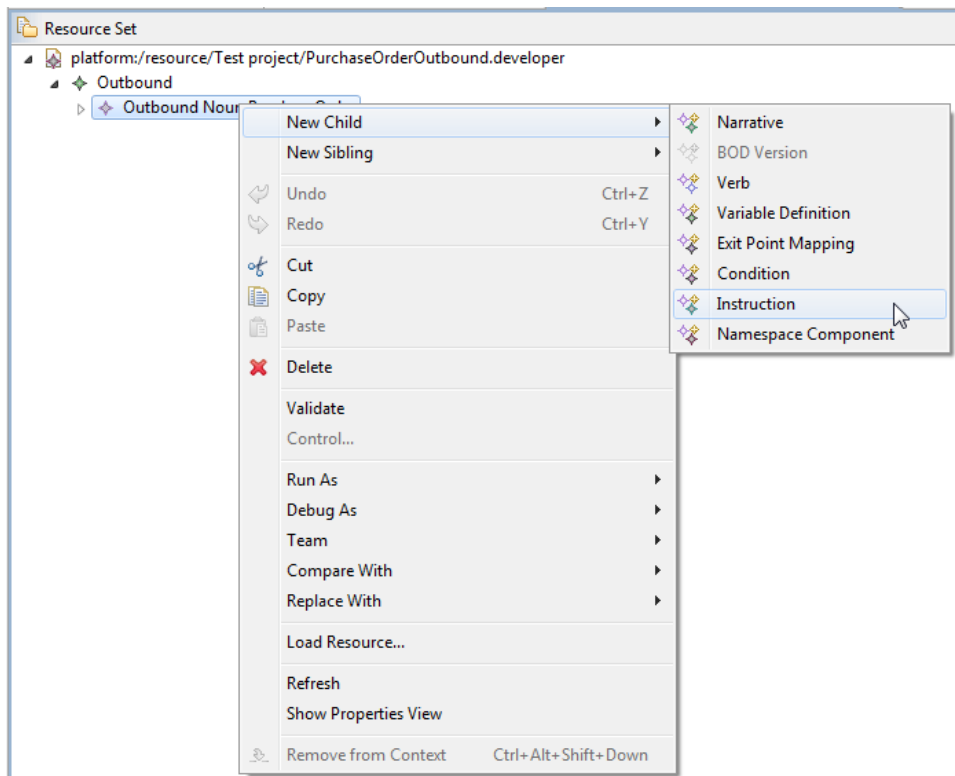 Resource Set
platform:/resource/Test project/PurchaseOrderOutbound.developer
Outbound
Outbound Noun
New Child
New Sibling
Undo Ctrl+Z
Redo Ctrl+Y
Cut
Copy
Paste
Delete
Validate
Control...
Run As
Debug As
Team
Compare With
Replace With
Load Resource...
Refresh
Show Properties View
Remove from Context Ctrl+Alt+Shift+Down
Narrative
BOD Version
Verb
Variable Definition
Exit Point Mapping
Condition
Instruction
Namespace Component